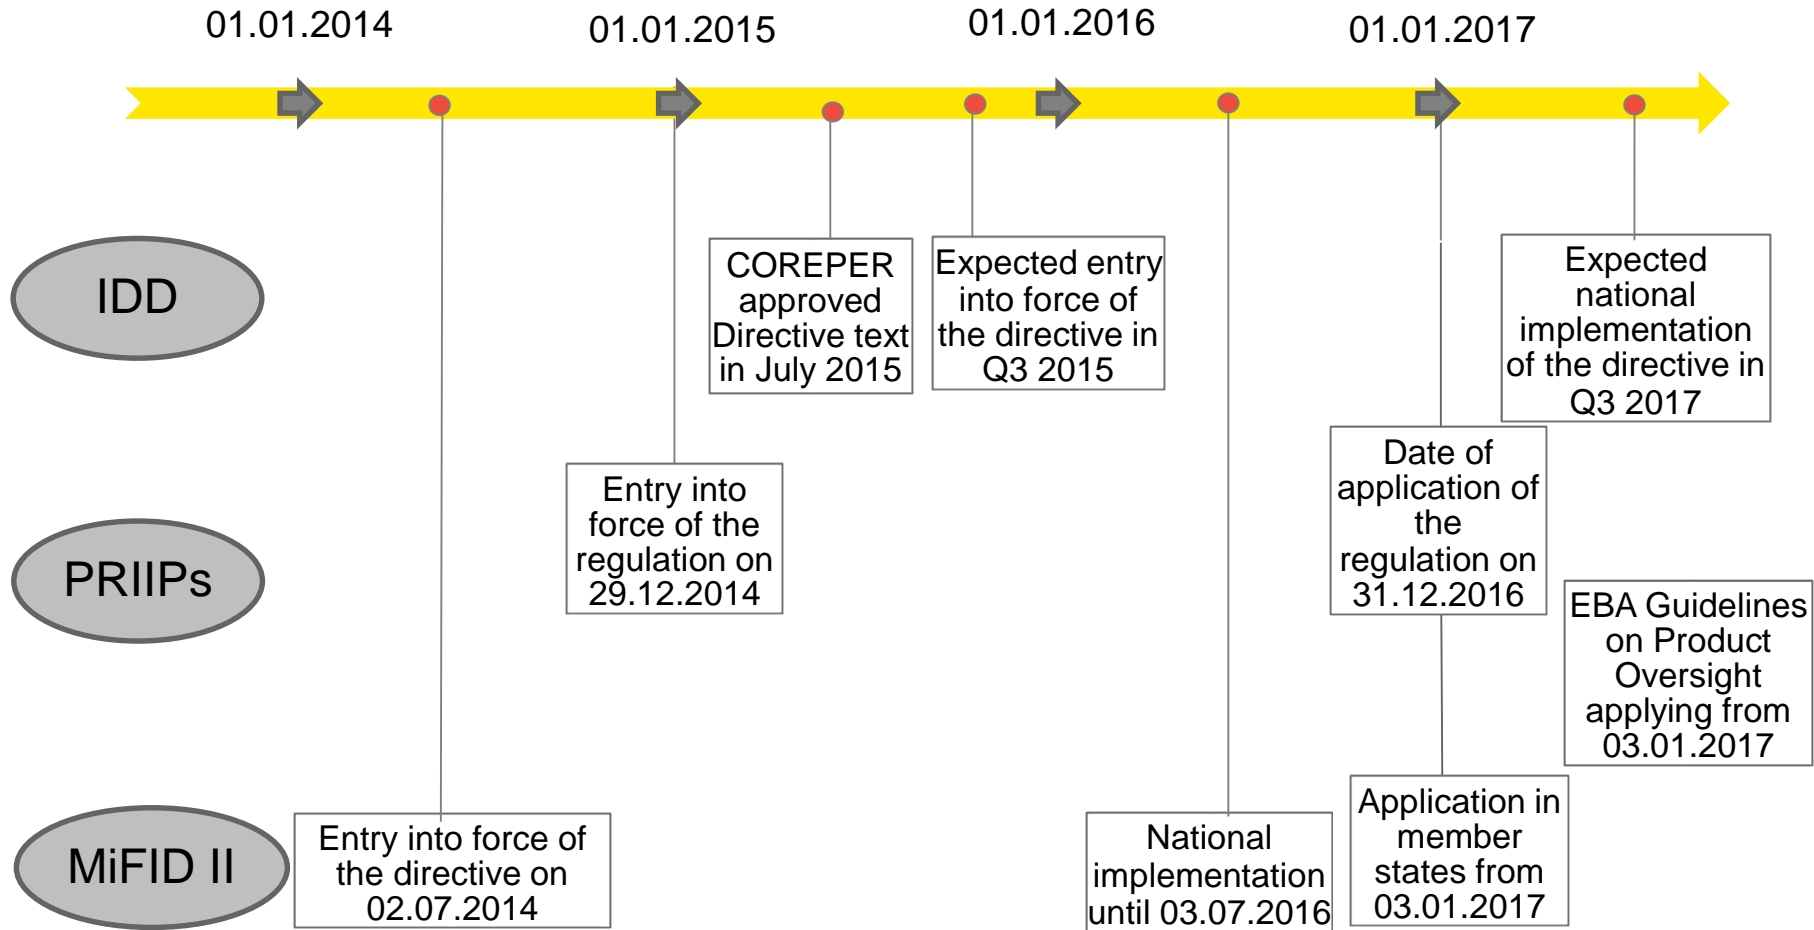 01.01.2014
01.01.2015
01.01.2016
01.01.2017
IDD
COREPER
approved
Directive text
in July 2015
Expected entry
into force of
the directive in
Q3 2015
Expected
national
implementation
of the directive in
Q3 2017
PRIIPs
Entry into
force of the
regulation on
29.12.2014
Date of
application of
the
regulation on
31.12.2016
EBA Guidelines
on Product
Oversight
applying from
03.01.2017
MiFID II
Entry into force of
the directive on
02.07.2014
National
implementation
until 03.07.2016
Application in
member
states from
03.01.2017